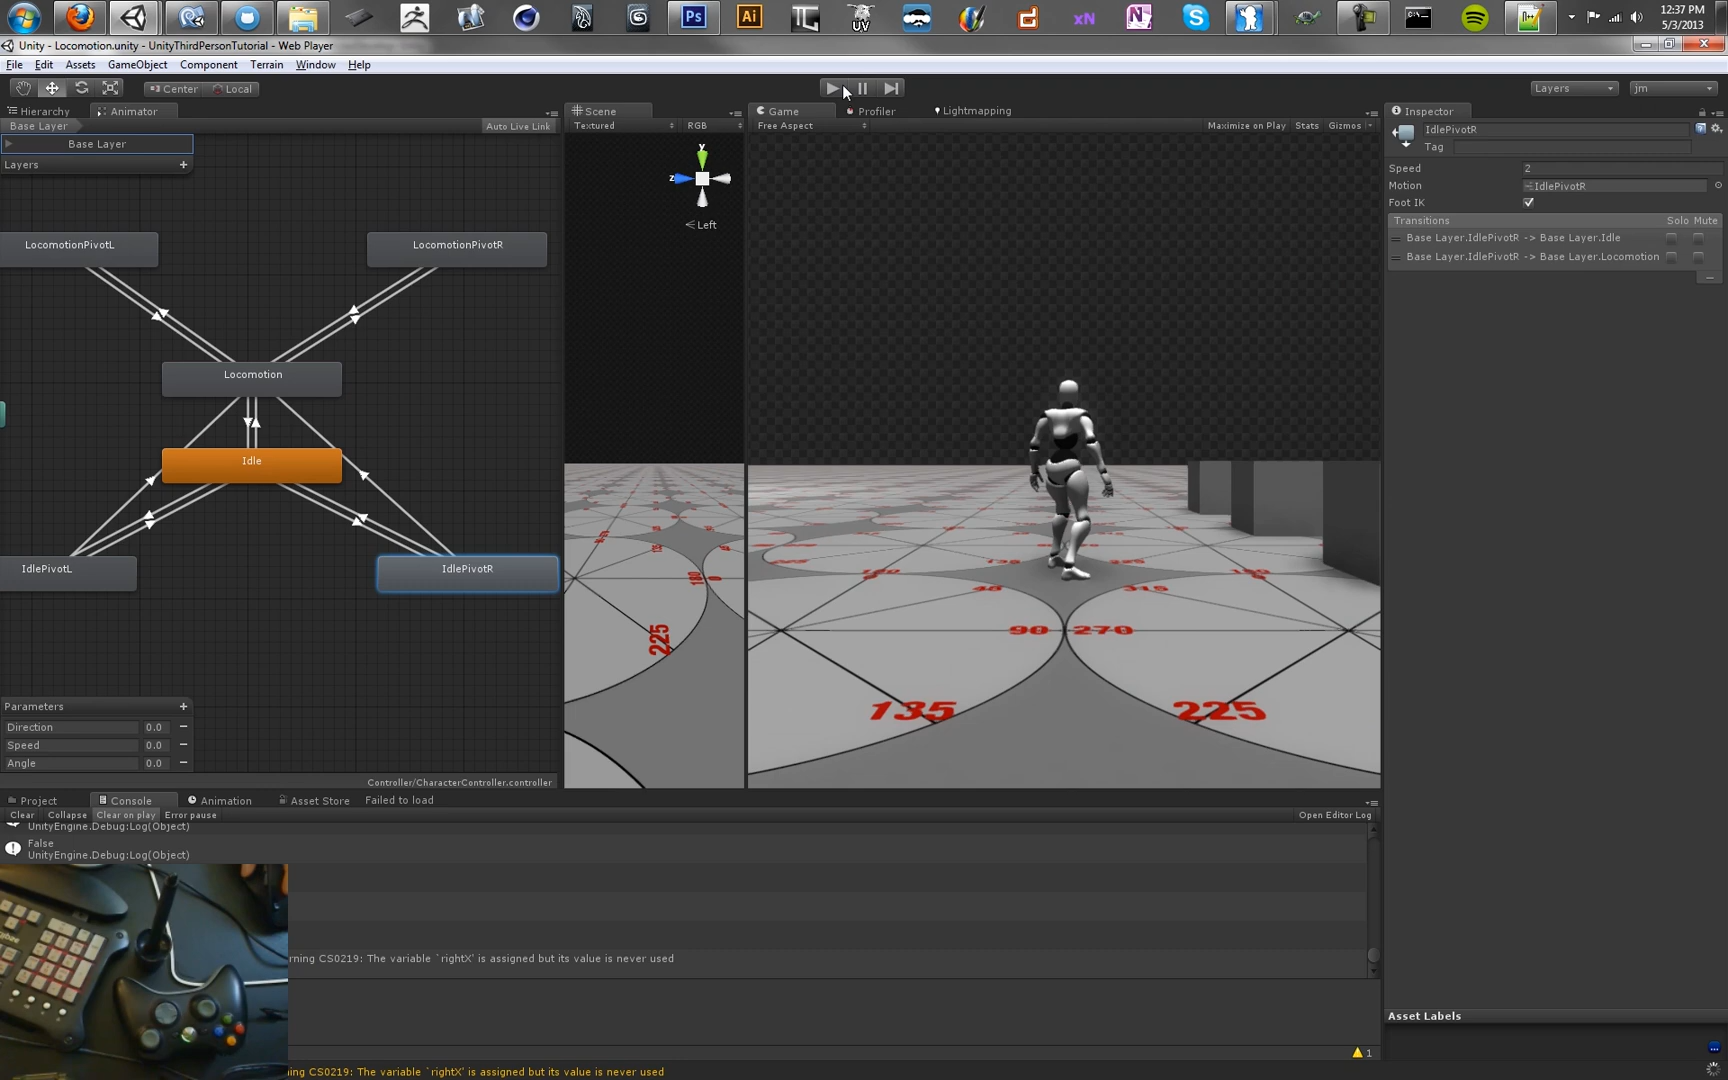 12:37 PM
5/3/2013
Unity - Locomotion.unity - UnityThirdPersonTutorial - Web Player
File Edit Assets GameObject Component Terrain Window Help
Center Local Layers jm
Hierarchy Animator Scene Game Profiler Lightmapping Inspector
Base Layer Auto Live Link Textured RGB Free Aspect Maximize on Play Stats Gizmos
IdlePivotR
Tag
Base Layer
Layers
Speed 2
Motion IdlePivotR
Foot IK
Transitions Solo Mute
Base Layer.IdlePivotR -> Base Layer.Idle
Base Layer.IdlePivotR -> Base Layer.Locomotion
y
z
Left
LocomotionPivotL
LocomotionPivotR
Locomotion
Idle
IdlePivotL
IdlePivotR
180
225
45 315
90 270
135 225
Parameters
Direction 0.0
Speed 0.0
Angle 0.0
Controller/CharacterController.controller
Project Console Animation Asset Store Failed to load
Clear Collapse Clear on play Error pause Open Editor Log
UnityEngine.Debug:Log(Object)
False
UnityEngine.Debug:Log(Object)
rning CS0219: The variable `rightX' is assigned but its value is never used
Asset Labels
1
ing CS0219: The variable `rightX' is assigned but its value is never used